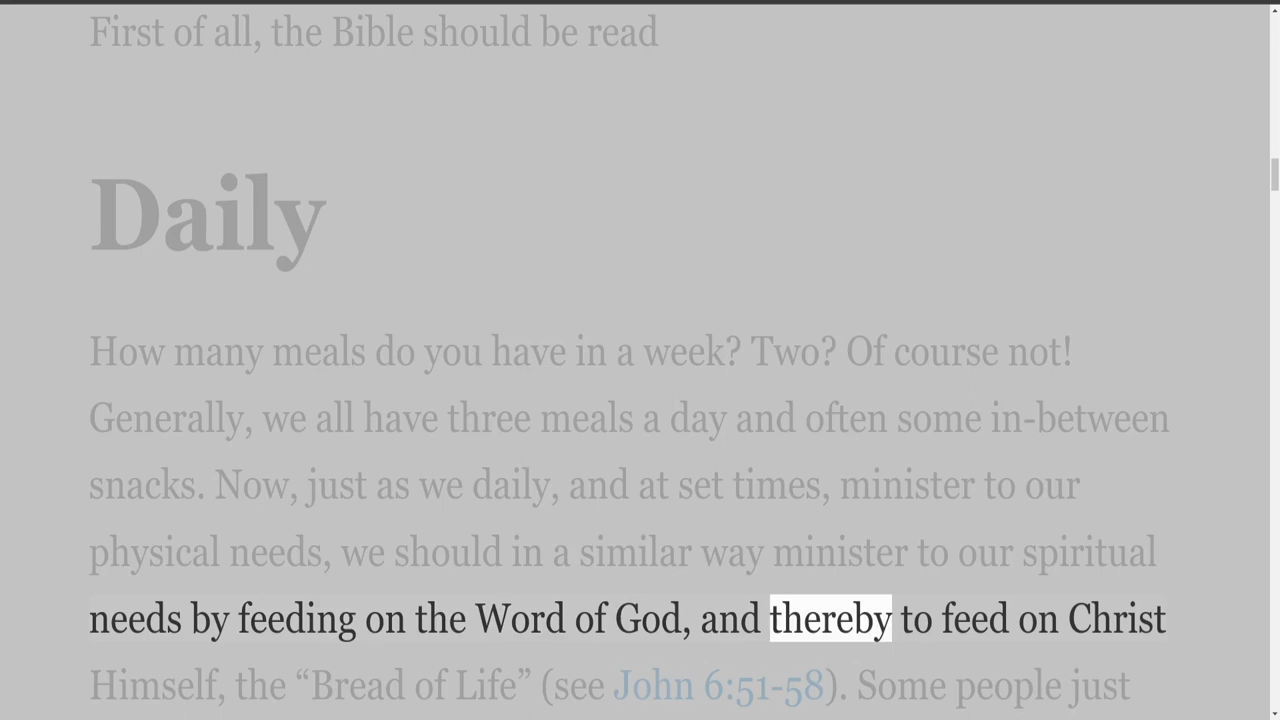 First of all, the Bible should be read
Daily
How many meals do you have in a week? Two? Of course not!
Generally, we all have three meals a day and often some in-between
snacks. Now, just as we daily, and at set times, minister to our
physical needs, we should in a similar way minister to our spiritual
needs by feeding on the Word of God, and thereby to feed on Christ
Himself, the “Bread of Life” (see John 6:51-58). Some people just